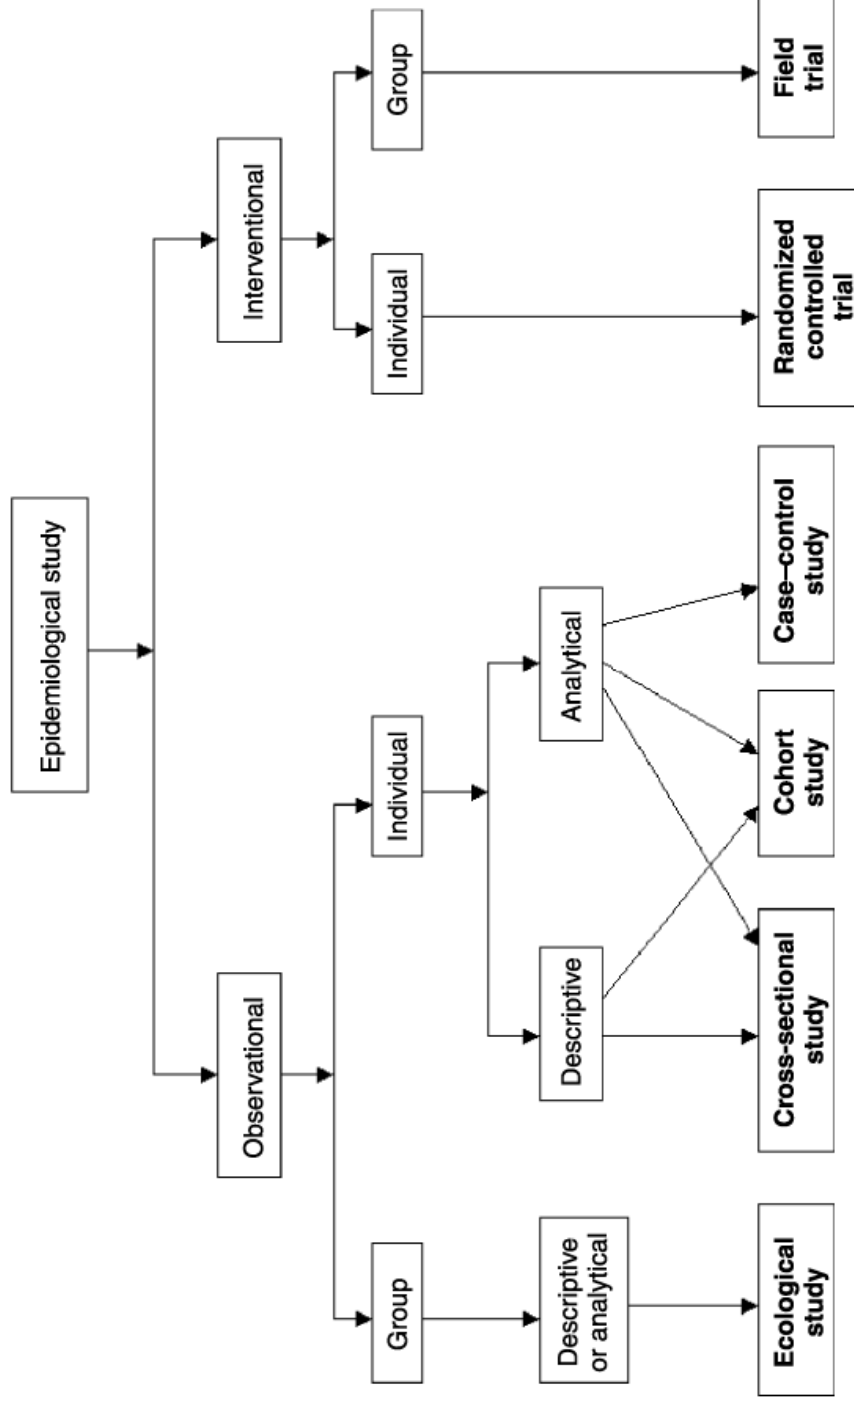 Epidemiological study
Observational
Interventional
Group
Individual
Individual
Group
Descriptive
or analytical
Descriptive
Analytical
Ecological
study
Cross-sectional
study
Cohort
study
Case–control
study
Randomized
controlled
trial
Field
trial